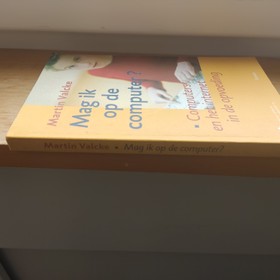 Martin Valcke
Mag ik
op de
computer?
• Computers
en het internet
in de opvoeding
Martin Valcke • Mag ik op de computer?